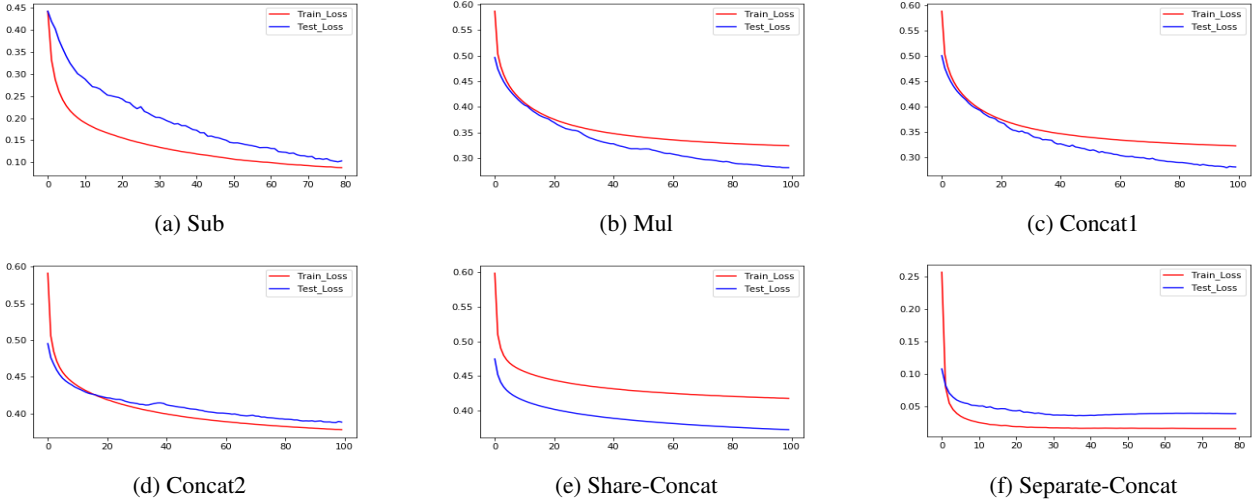 0.45
0.40
0.35
0.30
0.25
0.20
0.15
0.10
0 10 20 30 40 50 60 70 80
Train_Loss
Test_Loss
(a) Sub
0.60
0.55
0.50
0.45
0.40
0.35
0.30
0 20 40 60 80 100
Train_Loss
Test_Loss
(b) Mul
0.60
0.55
0.50
0.45
0.40
0.35
0.30
0 20 40 60 80 100
Train_Loss
Test_Loss
(c) Concat1
0.60
0.55
0.50
0.45
0.40
0 20 40 60 80 100
Train_Loss
Test_Loss
(d) Concat2
0.60
0.55
0.50
0.45
0.40
0 20 40 60 80 100
Train_Loss
Test_Loss
(e) Share-Concat
0.25
0.20
0.15
0.10
0.05
0 10 20 30 40 50 60 70 80
Train_Loss
Test_Loss
(f) Separate-Concat